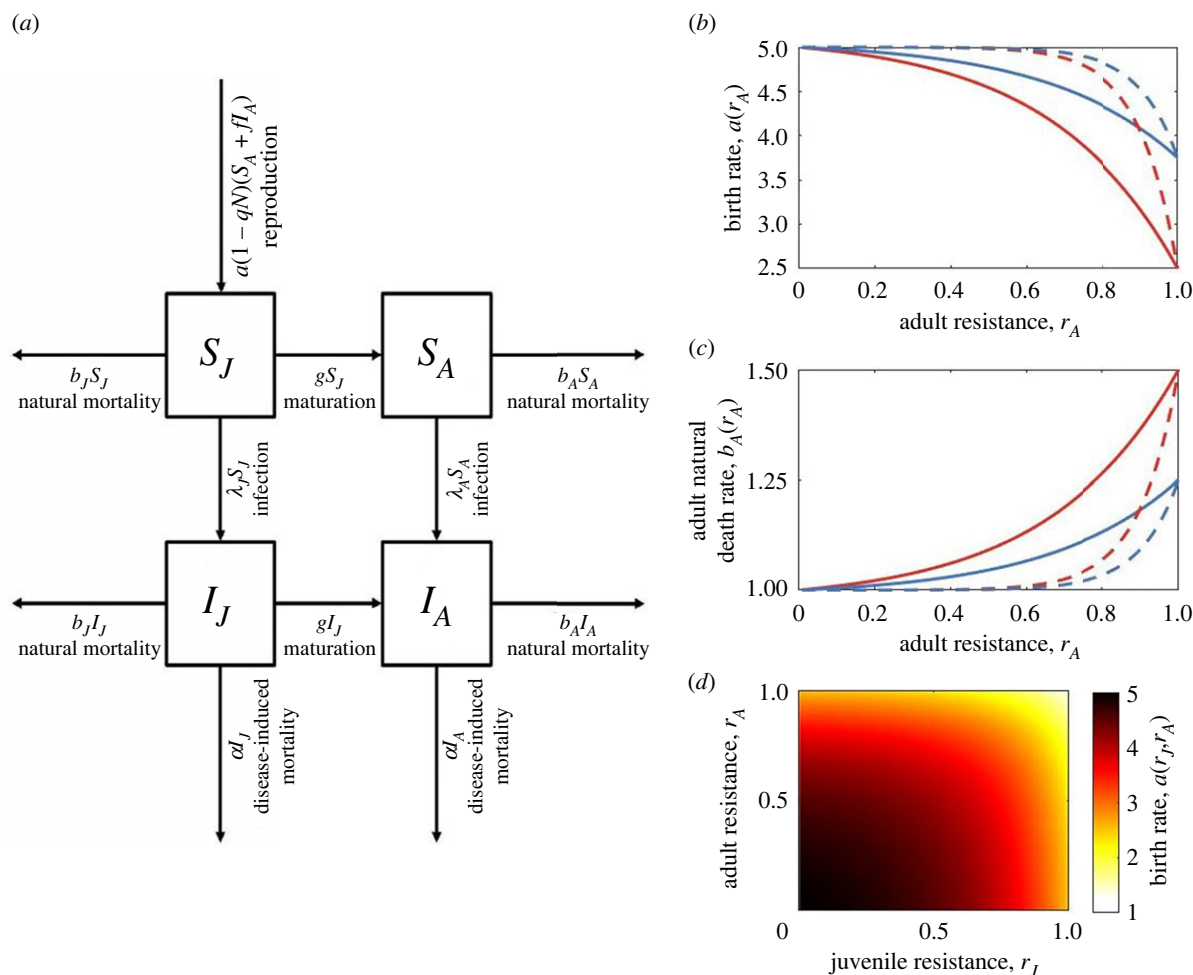 (a)
a(1 – qN)(S_A + fI_A)
reproduction
S_J
S_A
b_J S_J
natural mortality
gS_J
maturation
b_A S_A
natural mortality
λ_J S_J
infection
λ_A S_A
infection
I_J
I_A
b_J I_J
natural mortality
gI_J
maturation
b_A I_A
natural mortality
αI_J
disease-induced
mortality
αI_A
disease-induced
mortality
(b)
birth rate, a(r_A)
5.0
4.5
4.0
3.5
3.0
2.5
0 0.2 0.4 0.6 0.8 1.0
adult resistance, r_A
(c)
adult natural
death rate, b_A(r_A)
1.50
1.25
1.00
0 0.2 0.4 0.6 0.8 1.0
adult resistance, r_A
(d)
adult resistance, r_A
1.0
0.5
0 0.5 1.0
juvenile resistance, r_J
5
4
3
2
1
birth rate, a(r_J,r_A)